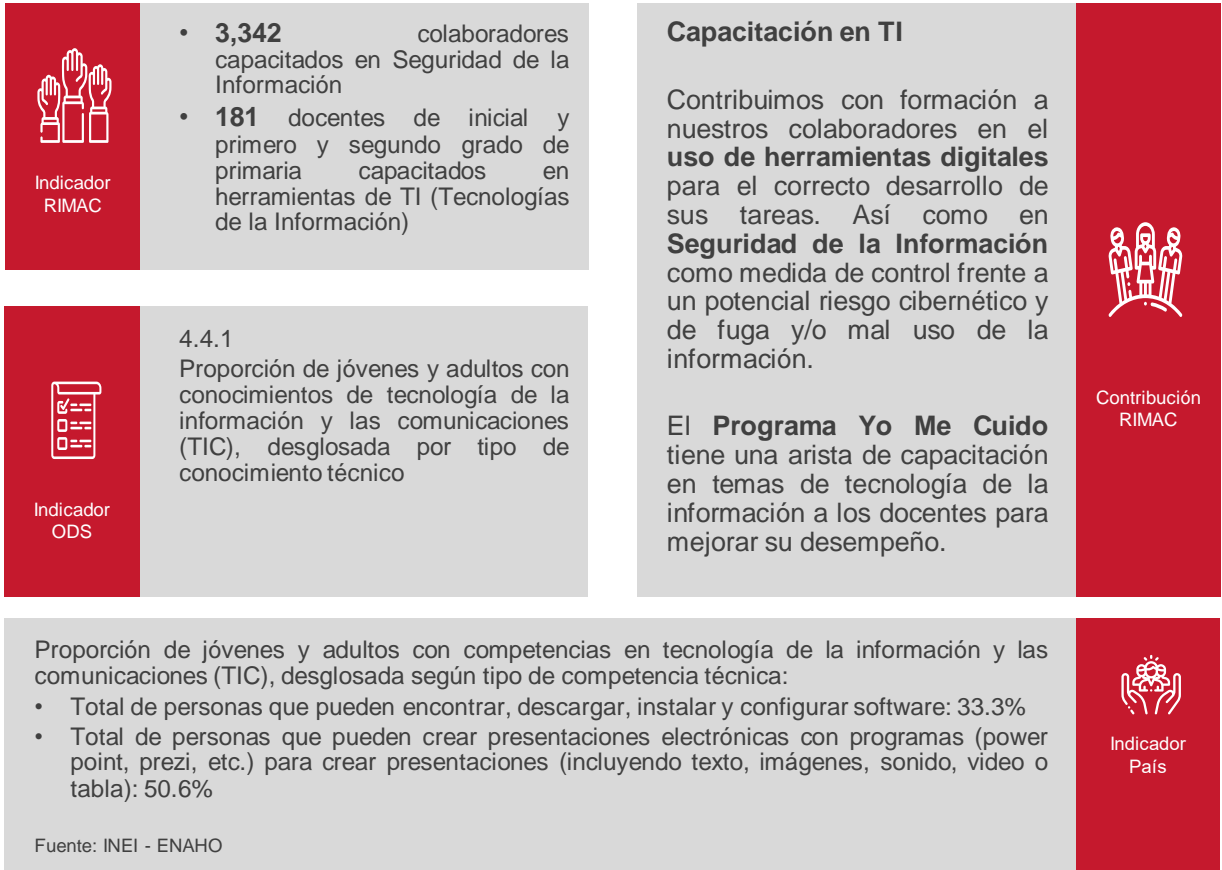 • 3,342 colaboradores
capacitados en Seguridad de la
Información
• 181 docentes de inicial y
primero y segundo grado de
primaria capacitados en
herramientas de TI (Tecnologías
de la Información)
Indicador
RIMAC
4.4.1
Proporción de jóvenes y adultos con
conocimientos de tecnología de la
información y las comunicaciones
(TIC), desglosada por tipo de
conocimiento técnico
Indicador
ODS
Capacitación en TI
Contribuimos con formación a
nuestros colaboradores en el
uso de herramientas digitales
para el correcto desarrollo de
sus tareas. Así como en
Seguridad de la Información
como medida de control frente a
un potencial riesgo cibernético y
de fuga y/o mal uso de la
información.
El Programa Yo Me Cuido
tiene una arista de capacitación
en temas de tecnología de la
información a los docentes para
mejorar su desempeño.
Contribución
RIMAC
Proporción de jóvenes y adultos con competencias en tecnología de la información y las
comunicaciones (TIC), desglosada según tipo de competencia técnica:
• Total de personas que pueden encontrar, descargar, instalar y configurar software: 33.3%
• Total de personas que pueden crear presentaciones electrónicas con programas (power
point, prezi, etc.) para crear presentaciones (incluyendo texto, imágenes, sonido, video o
tabla): 50.6%
Fuente: INEI - ENAHO
Indicador
País